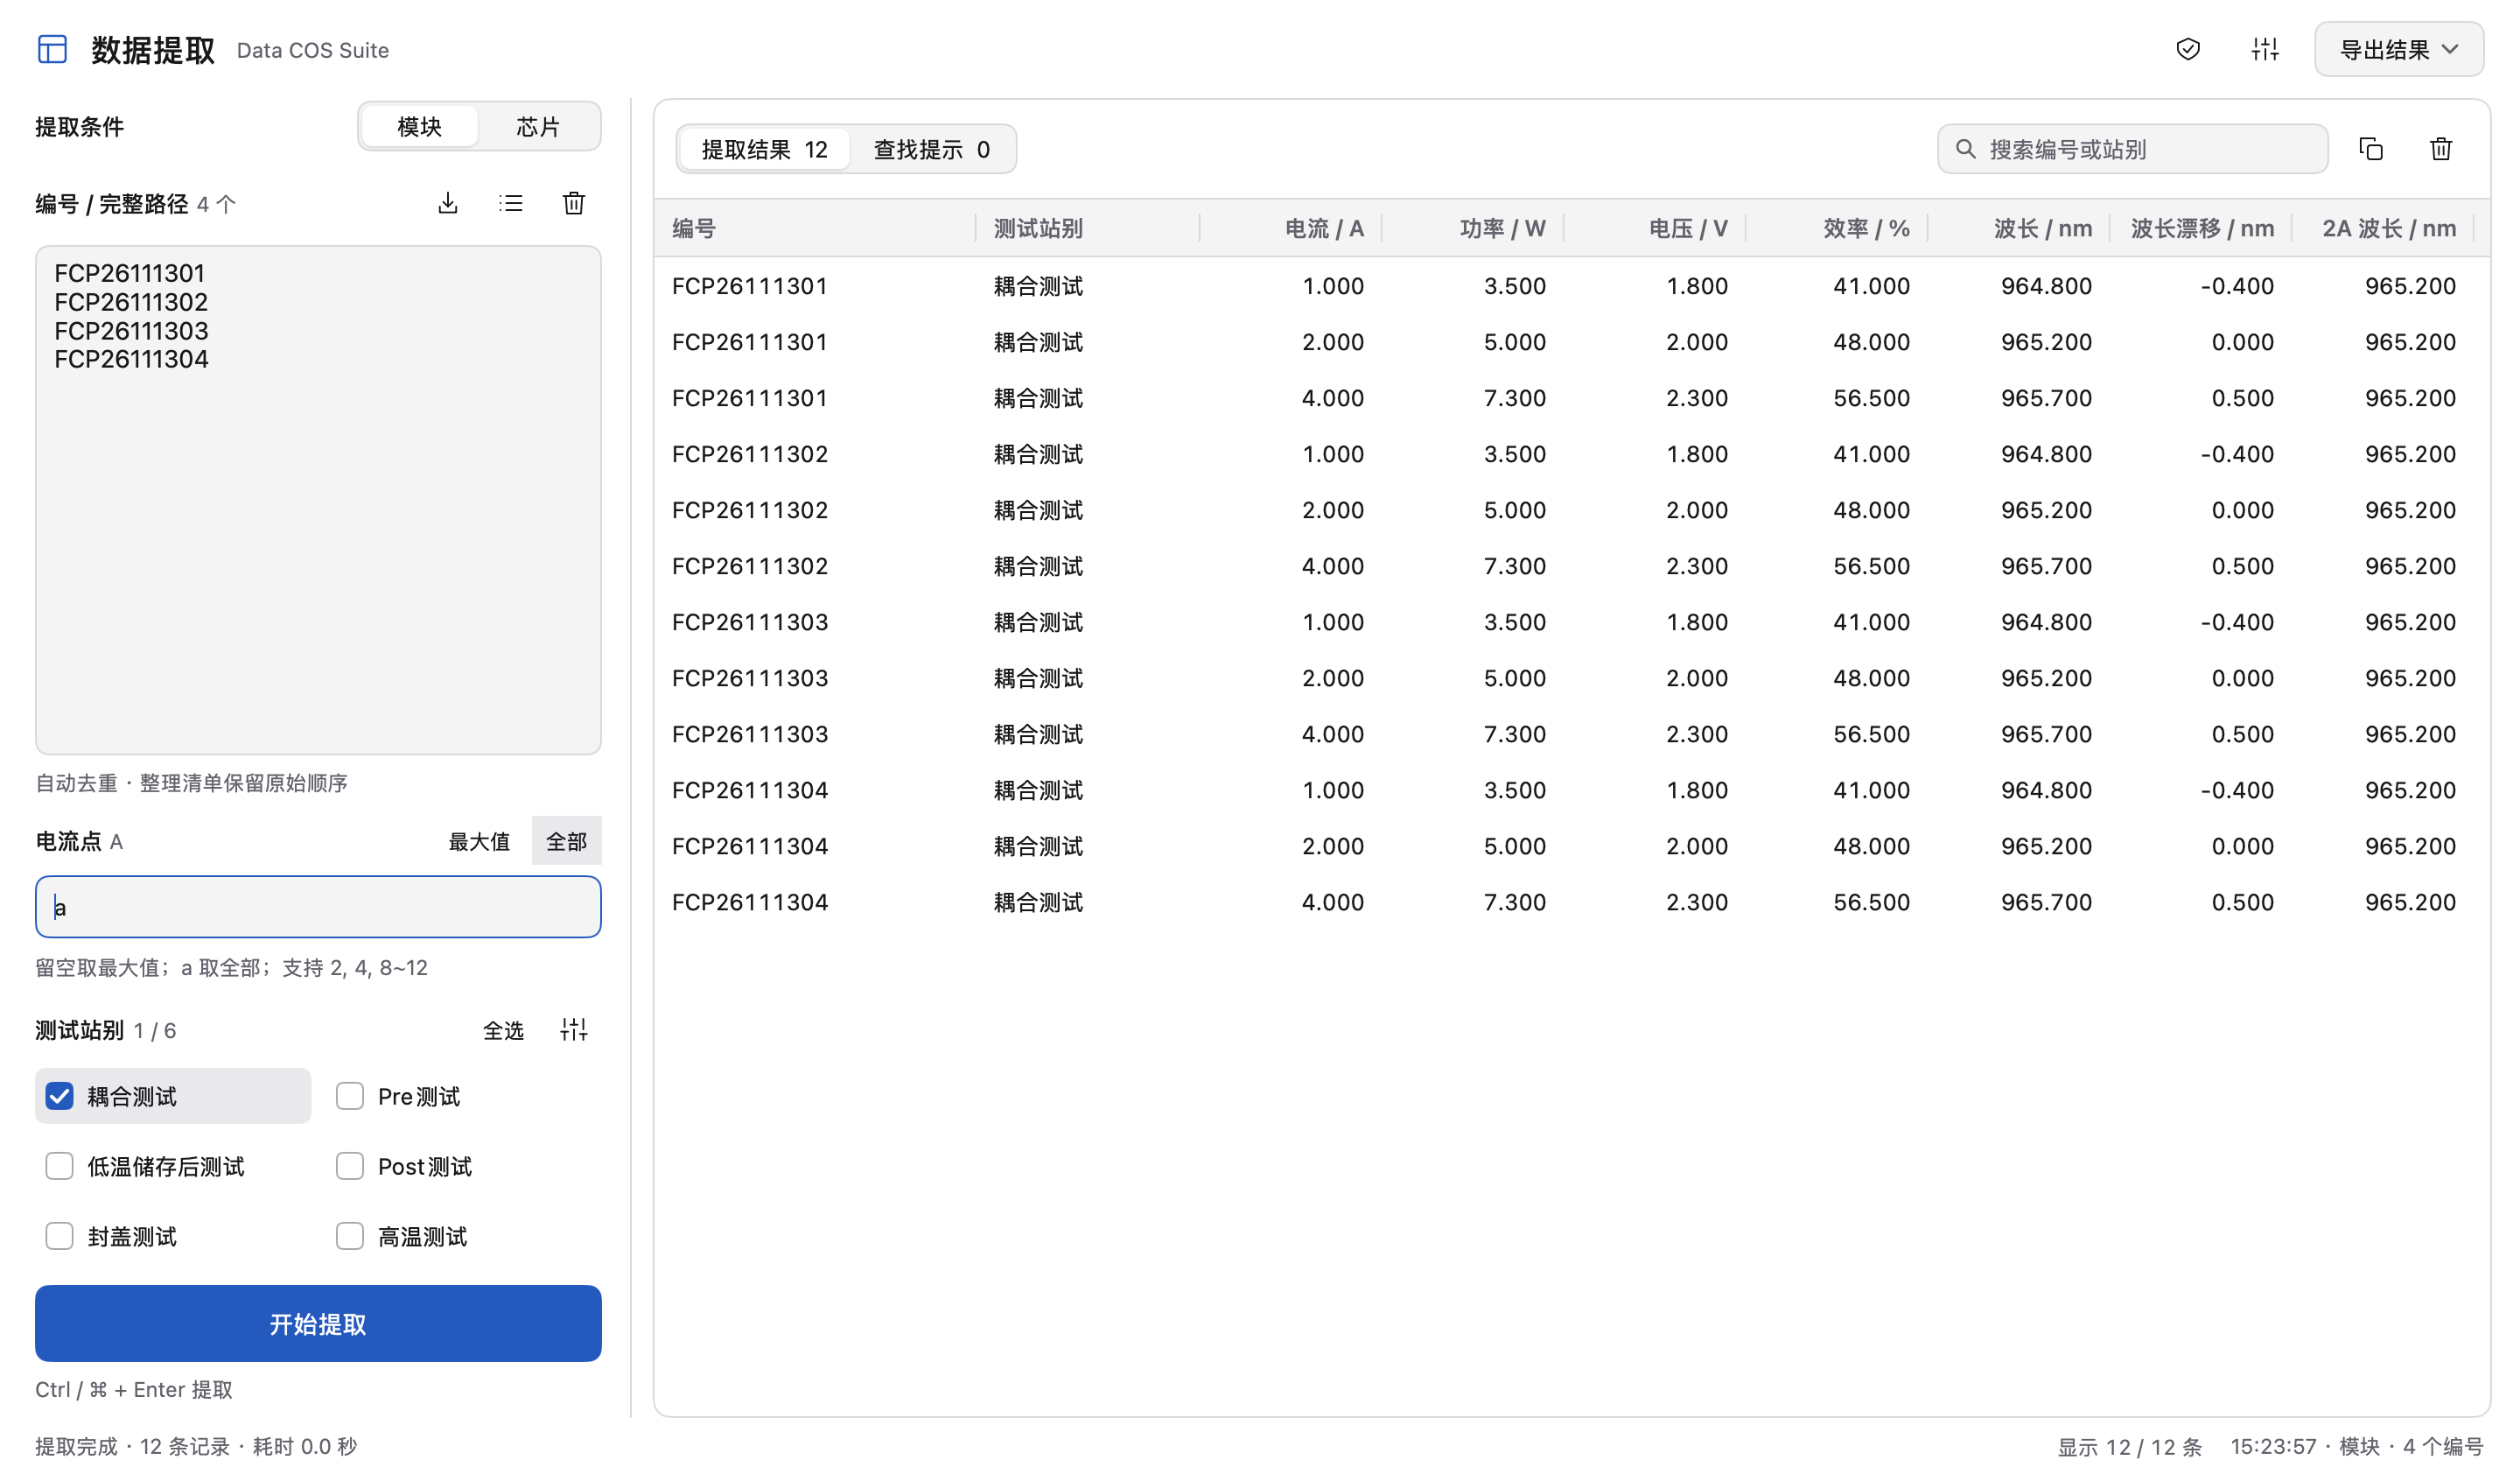 数据提取 Data COS Suite
导出结果
提取条件 模块 芯片
编号 / 完整路径 4 个
FCP26111301
FCP26111302
FCP26111303
FCP26111304
自动去重 · 整理清单保留原始顺序
电流点 A 最大值 全部
a
留空取最大值；a 取全部；支持 2, 4, 8~12
测试站别 1 / 6 全选
耦合测试 Pre测试
低温储存后测试 Post测试
封盖测试 高温测试
开始提取
Ctrl / ⌘ + Enter 提取
提取完成 · 12 条记录 · 耗时 0.0 秒
提取结果 12 查找提示 0 搜索编号或站别
编号 测试站别 电流 / A 功率 / W 电压 / V 效率 / % 波长 / nm 波长漂移 / nm 2A 波长 / nm
FCP26111301 耦合测试 1.000 3.500 1.800 41.000 964.800 -0.400 965.200
FCP26111301 耦合测试 2.000 5.000 2.000 48.000 965.200 0.000 965.200
FCP26111301 耦合测试 4.000 7.300 2.300 56.500 965.700 0.500 965.200
FCP26111302 耦合测试 1.000 3.500 1.800 41.000 964.800 -0.400 965.200
FCP26111302 耦合测试 2.000 5.000 2.000 48.000 965.200 0.000 965.200
FCP26111302 耦合测试 4.000 7.300 2.300 56.500 965.700 0.500 965.200
FCP26111303 耦合测试 1.000 3.500 1.800 41.000 964.800 -0.400 965.200
FCP26111303 耦合测试 2.000 5.000 2.000 48.000 965.200 0.000 965.200
FCP26111303 耦合测试 4.000 7.300 2.300 56.500 965.700 0.500 965.200
FCP26111304 耦合测试 1.000 3.500 1.800 41.000 964.800 -0.400 965.200
FCP26111304 耦合测试 2.000 5.000 2.000 48.000 965.200 0.000 965.200
FCP26111304 耦合测试 4.000 7.300 2.300 56.500 965.700 0.500 965.200
显示 12 / 12 条 15:23:57 · 模块 · 4 个编号